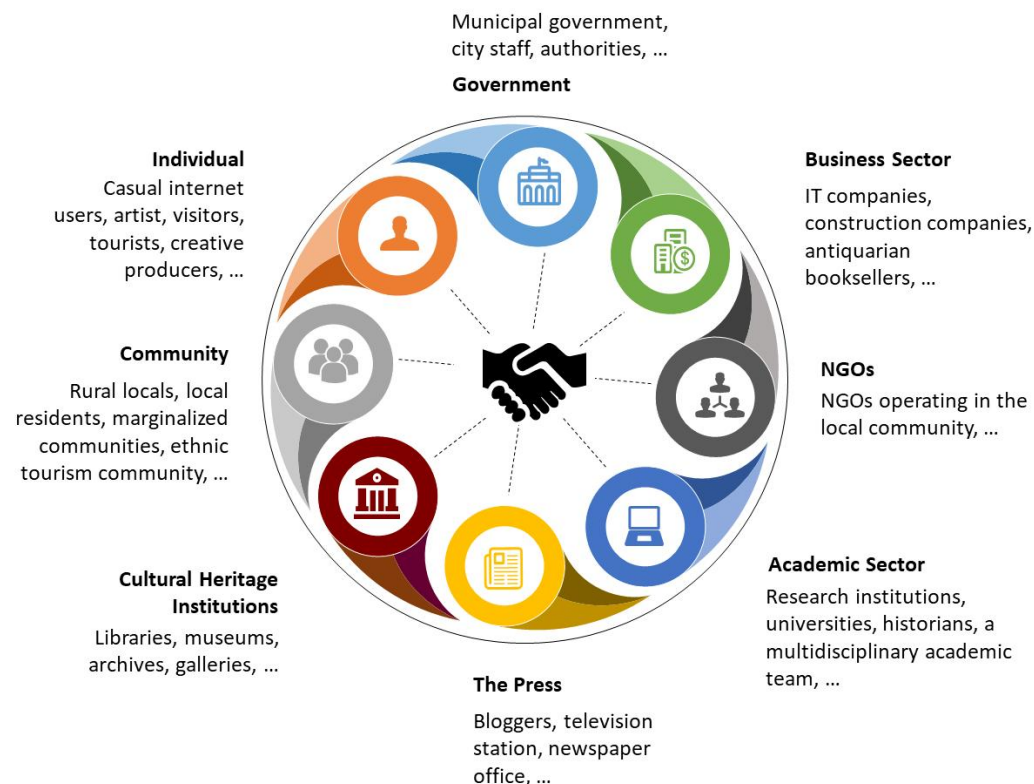 Municipal government,
city staff, authorities, …
Government
Individual
Casual internet
users, artist, visitors,
tourists, creative
producers, …
Business Sector
IT companies,
construction companies,
antiquarian
booksellers, …
Community
Rural locals, local
residents, marginalized
communities, ethnic
tourism community, …
NGOs
NGOs operating in the
local community, …
Cultural Heritage
Institutions
Libraries, museums,
archives, galleries, …
Academic Sector
Research institutions,
universities, historians, a
multidisciplinary academic
team, …
The Press
Bloggers, television
station, newspaper
office, …
$